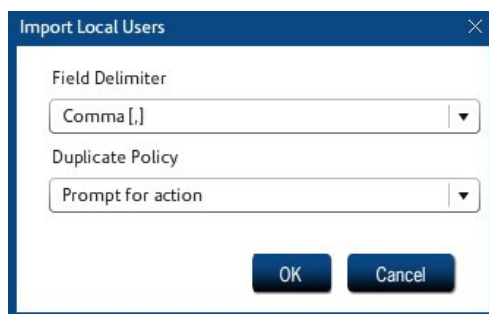 Import Local Users
Field Delimiter
Comma [,]
Duplicate Policy
Prompt for action
OK Cancel